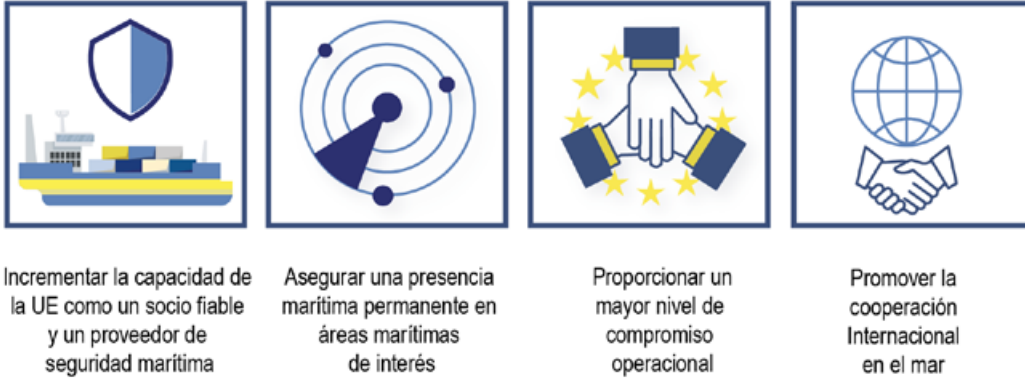 Incrementar la capacidad de
la UE como un socio fiable
y un proveedor de
seguridad marítima
Asegurar una presencia
marítima permanente en
áreas marítimas
de interés
Proporcionar un
mayor nivel de
compromiso
operacional
Promover la
cooperación
Internacional
en el mar